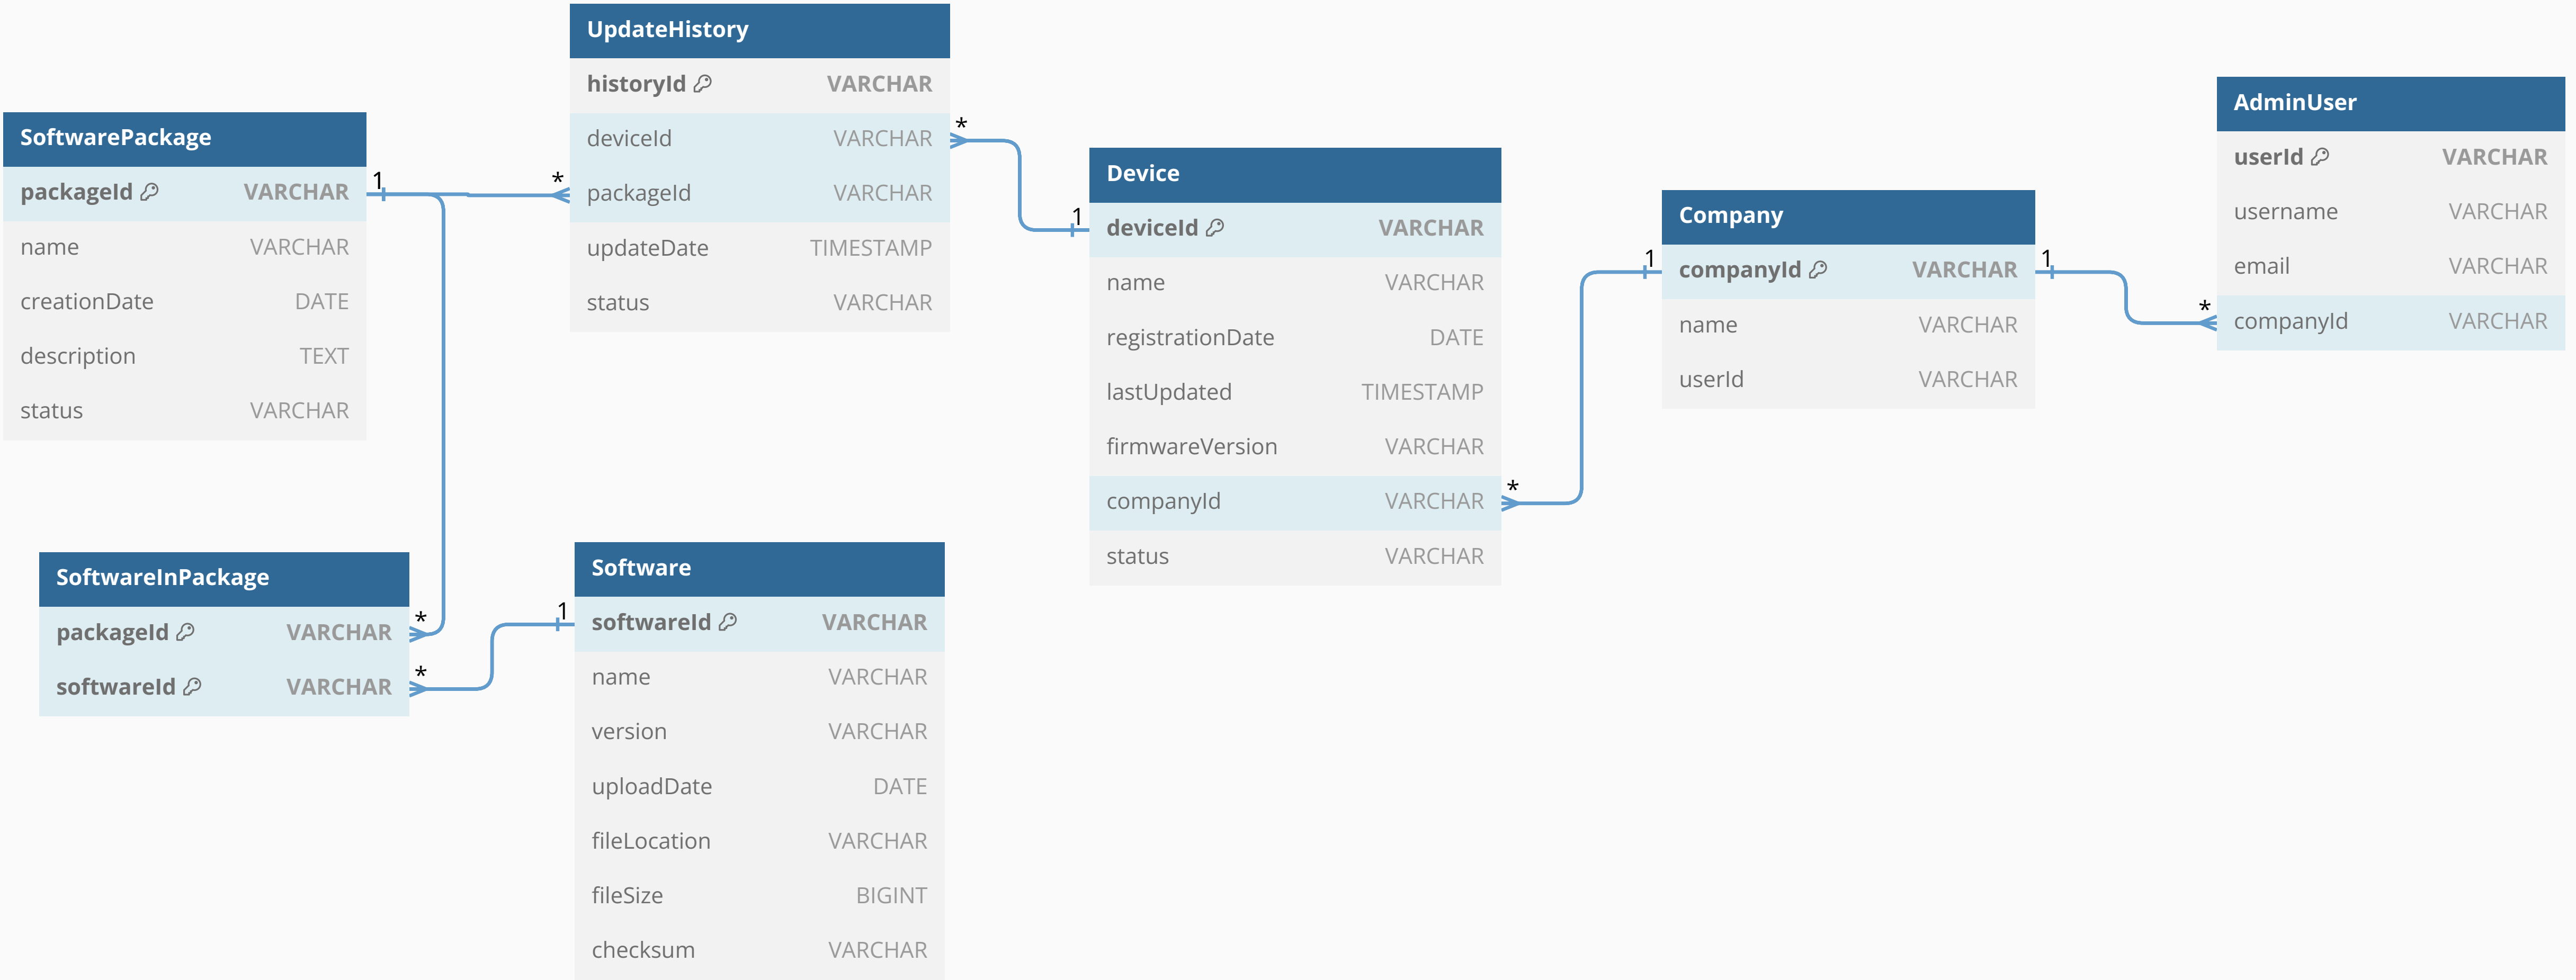 UpdateHistory
historyId VARCHAR
* deviceId VARCHAR *
packageId VARCHAR
updateDate TIMESTAMP
status VARCHAR
SoftwarePackage
packageId VARCHAR 1
name VARCHAR
creationDate DATE
description TEXT
status VARCHAR
Device
1 deviceId VARCHAR
name VARCHAR
registrationDate DATE
lastUpdated TIMESTAMP
firmwareVersion VARCHAR
companyId VARCHAR *
status VARCHAR
Company
1 companyId VARCHAR 1
name VARCHAR
userId VARCHAR
AdminUser
userId VARCHAR
username VARCHAR
email VARCHAR
* companyId VARCHAR
SoftwareInPackage
packageId VARCHAR *
softwareId VARCHAR *
Software
1 softwareId VARCHAR
name VARCHAR
version VARCHAR
uploadDate DATE
fileLocation VARCHAR
fileSize BIGINT
checksum VARCHAR